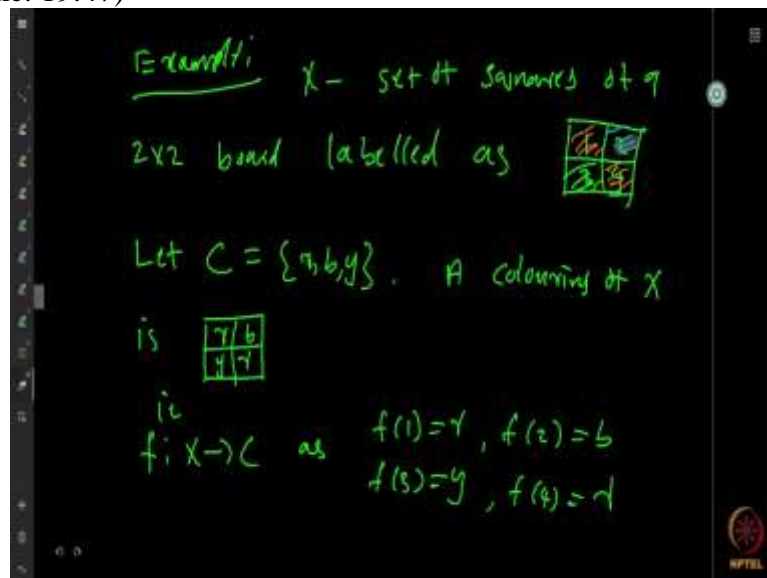 Example: X - set of squares of a
2x2 board labelled as
Let C = {r, b, y}. A colouring of X
is r b
y r
ie
f: X→C as f(1)=r, f(2)=b
f(3)=y, f(4)=r
NPTEL